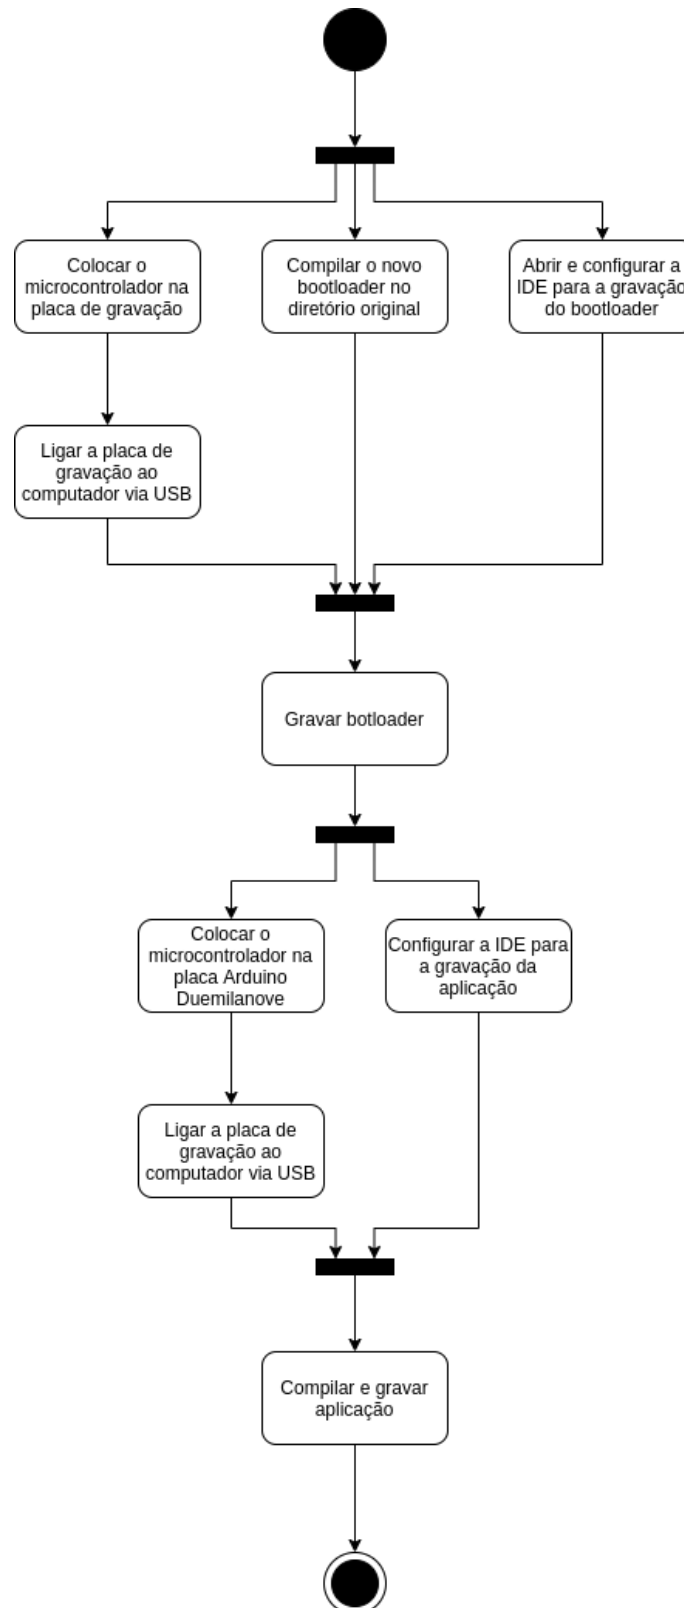 Colocar o
microcontrolador na
placa de gravação
Compilar o novo
bootloader no
diretório original
Abrir e configurar a
IDE para a gravação
do bootloader
Ligar a placa de
gravação ao
computador via USB
Gravar botloader
Colocar o
microcontrolador na
placa Arduino
Duemilanove
Configurar a IDE para
a gravação da
aplicação
Ligar a placa de
gravação ao
computador via USB
Compilar e gravar
aplicação